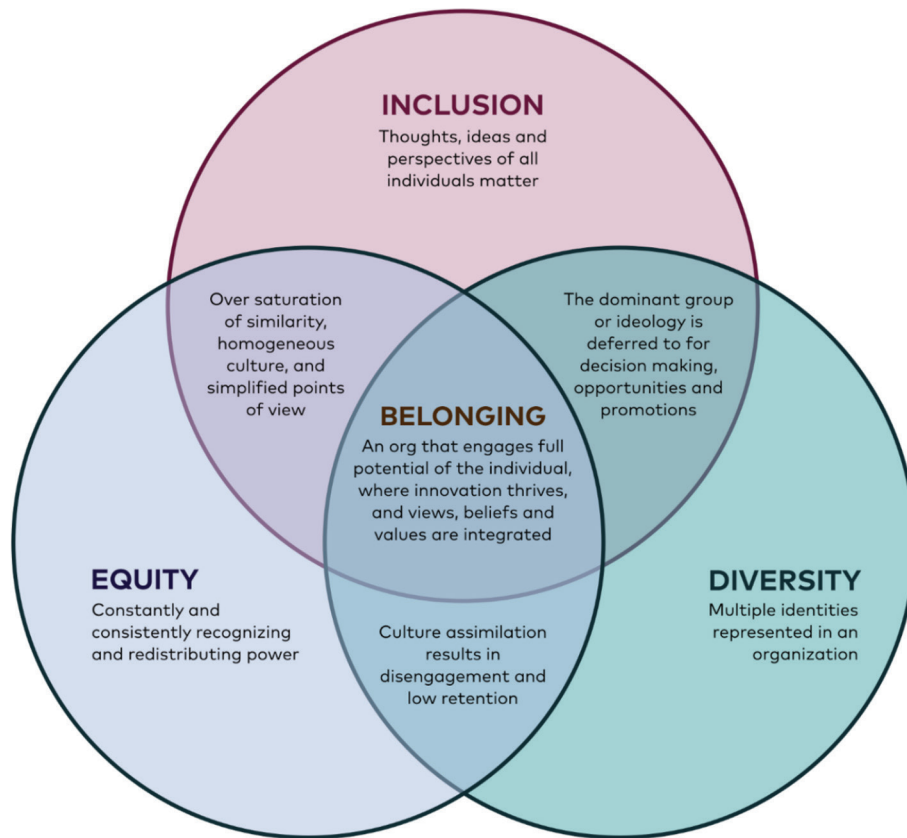 INCLUSION
Thoughts, ideas and
perspectives of all
individuals matter
Over saturation
of similarity,
homogeneous
culture, and
simplified points
of view
The dominant group
or ideology is
deferred to for
decision making,
opportunities and
promotions
BELONGING
An org that engages full
potential of the individual,
where innovation thrives,
and views, beliefs and
values are integrated
EQUITY
Constantly and
consistently recognizing
and redistributing power
Culture assimilation
results in
disengagement and
low retention
DIVERSITY
Multiple identities
represented in an
organization